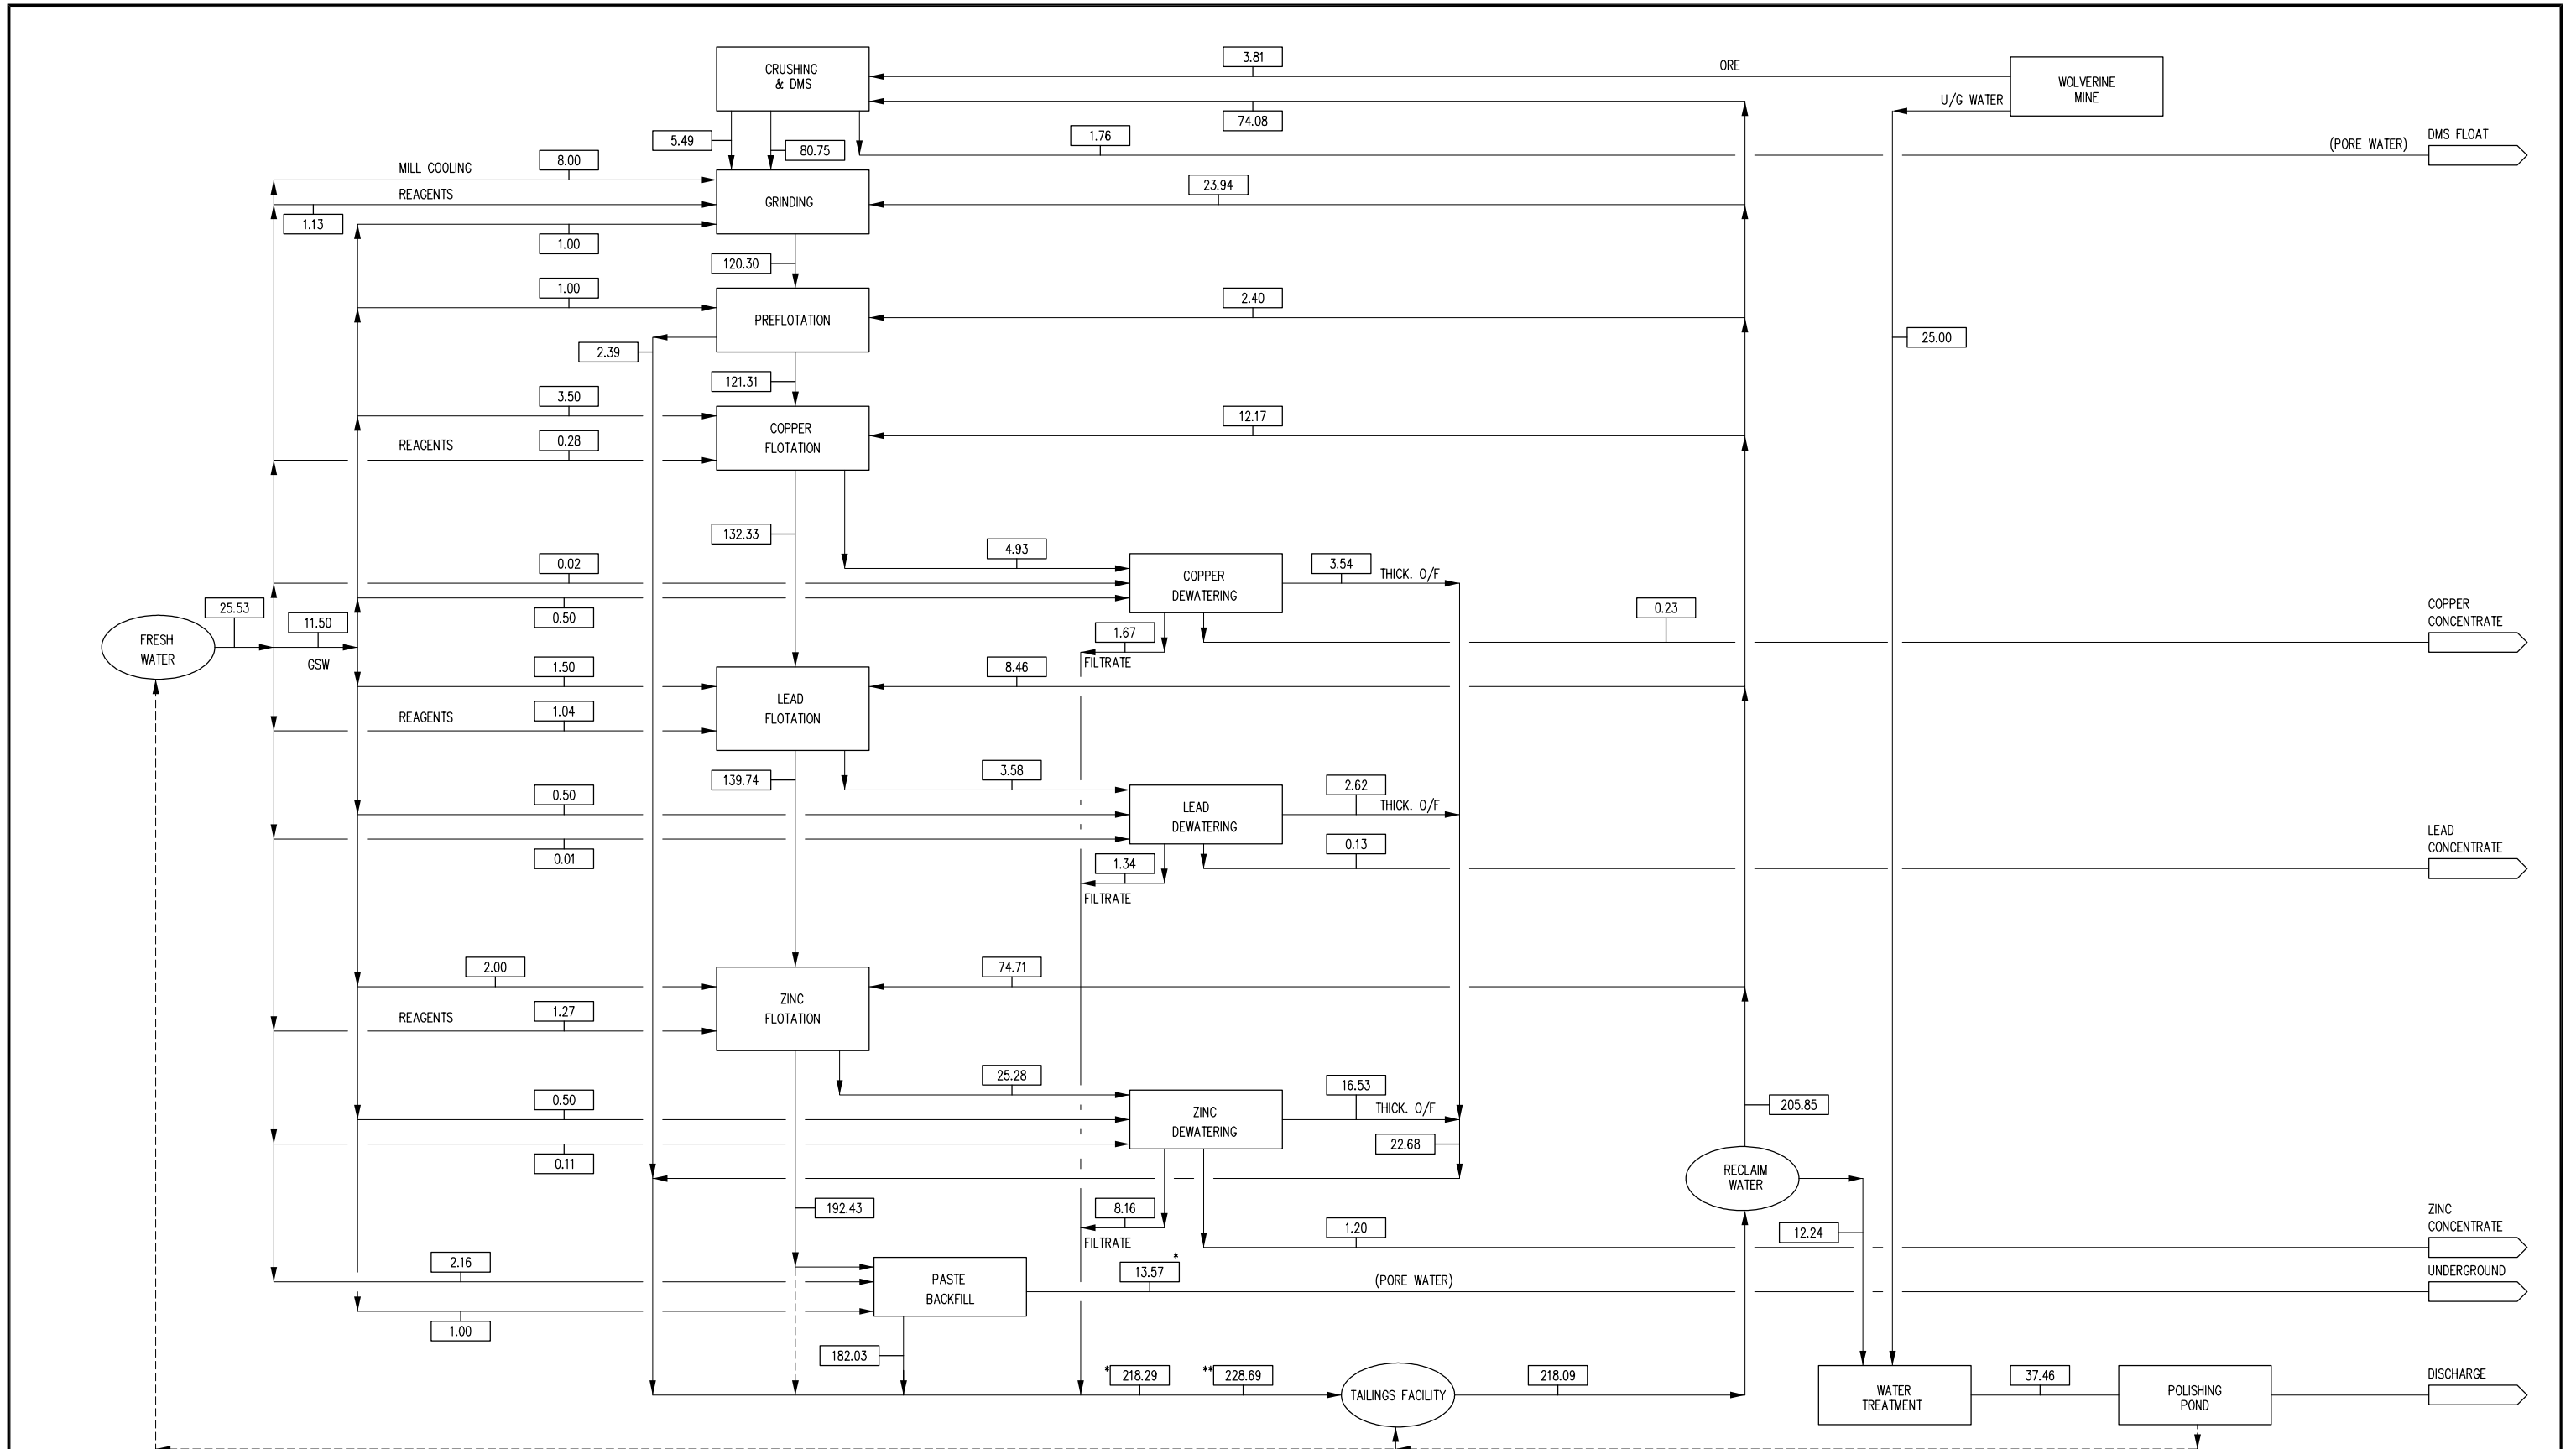 3.81
CRUSHING
& DMS
ORE
WOLVERINE
MINE
U/G WATER
74.08
5.49
80.75
1.76
(PORE WATER)
DMS FLOAT
MILL COOLING
8.00
REAGENTS
1.13
23.94
GRINDING
1.00
120.30
1.00
2.40
PREFLOTATION
2.39
25.00
121.31
3.50
12.17
COPPER
FLOTATION
REAGENTS
0.28
132.33
4.93
0.02
COPPER
DEWATERING
3.54
THICK. O/F
0.50
0.23
COPPER
CONCENTRATE
FRESH
WATER
25.53
11.50
GSW
1.67
FILTRATE
1.50
8.46
LEAD
FLOTATION
REAGENTS
1.04
139.74
3.58
0.50
LEAD
DEWATERING
2.62
THICK. O/F
0.01
0.13
1.34
FILTRATE
LEAD
CONCENTRATE
2.00
74.71
ZINC
FLOTATION
REAGENTS
1.27
25.28
0.50
ZINC
DEWATERING
16.53
THICK. O/F
205.85
0.11
22.68
RECLAIM
WATER
192.43
8.16
FILTRATE
1.20
12.24
ZINC
CONCENTRATE
2.16
PASTE
BACKFILL
13.57 *
(PORE WATER)
UNDERGROUND
1.00
182.03
* 218.29
** 228.69
TAILINGS FACILITY
218.09
WATER
TREATMENT
37.46
POLISHING
POND
DISCHARGE